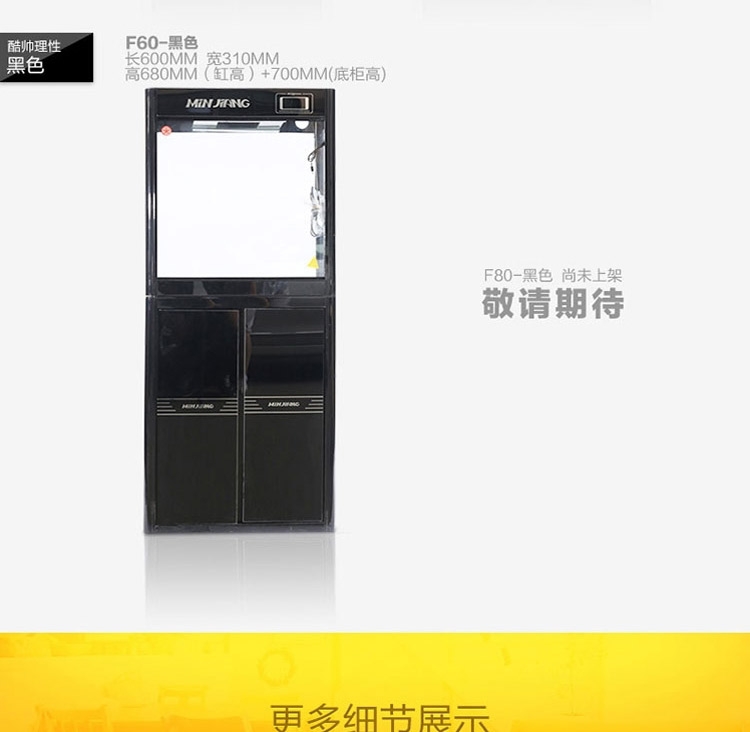 酷帅理性
黑色
F60-黑色
长600MM 宽310MM
高680MM（缸高）+700MM(底柜高)
MINJIANG
F80-黑色 尚未上架
敬请期待
MINJIANG
MINJIANG
更多细节展示